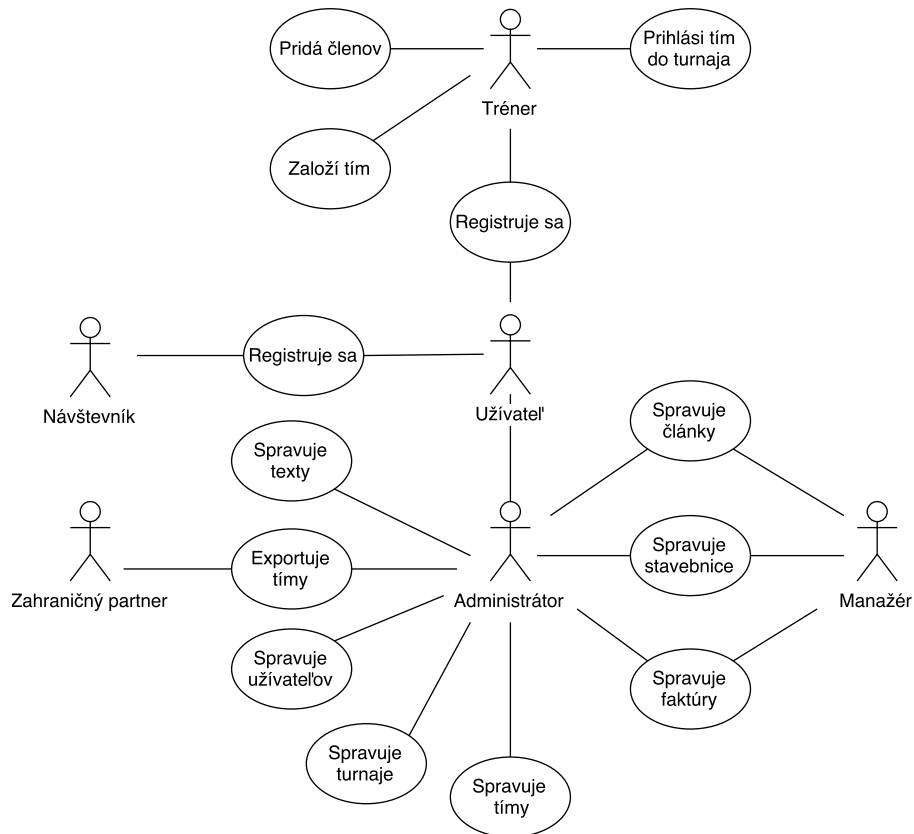 Pridá členov
Prihlási tím
do turnaja
Tréner
Založí tím
Registruje sa
Registruje sa
Návštevník
Užívateľ
Spravuje
články
Spravuje
texty
Exportuje
tímy
Spravuje
stavebnice
Zahraničný partner
Administrátor
Manažér
Spravuje
užívateľov
Spravuje
faktúry
Spravuje
turnaje
Spravuje
tímy